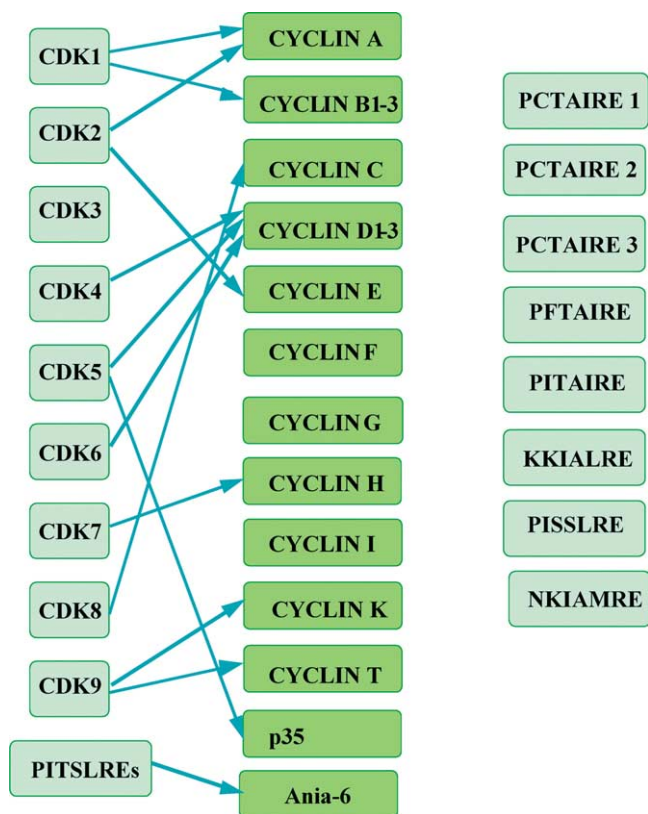 CDK1
CDK2
CDK3
CDK4
CDK5
CDK6
CDK7
CDK8
CDK9
PITSLREs
CYCLIN A
CYCLIN B1-3
CYCLIN C
CYCLIN D1-3
CYCLIN E
CYCLIN F
CYCLIN G
CYCLIN H
CYCLIN I
CYCLIN K
CYCLIN T
p35
Ania-6
PCTAIRE 1
PCTAIRE 2
PCTAIRE 3
PFTAIRE
PITAIRE
KKIALRE
PISSLRE
NKIAMRE